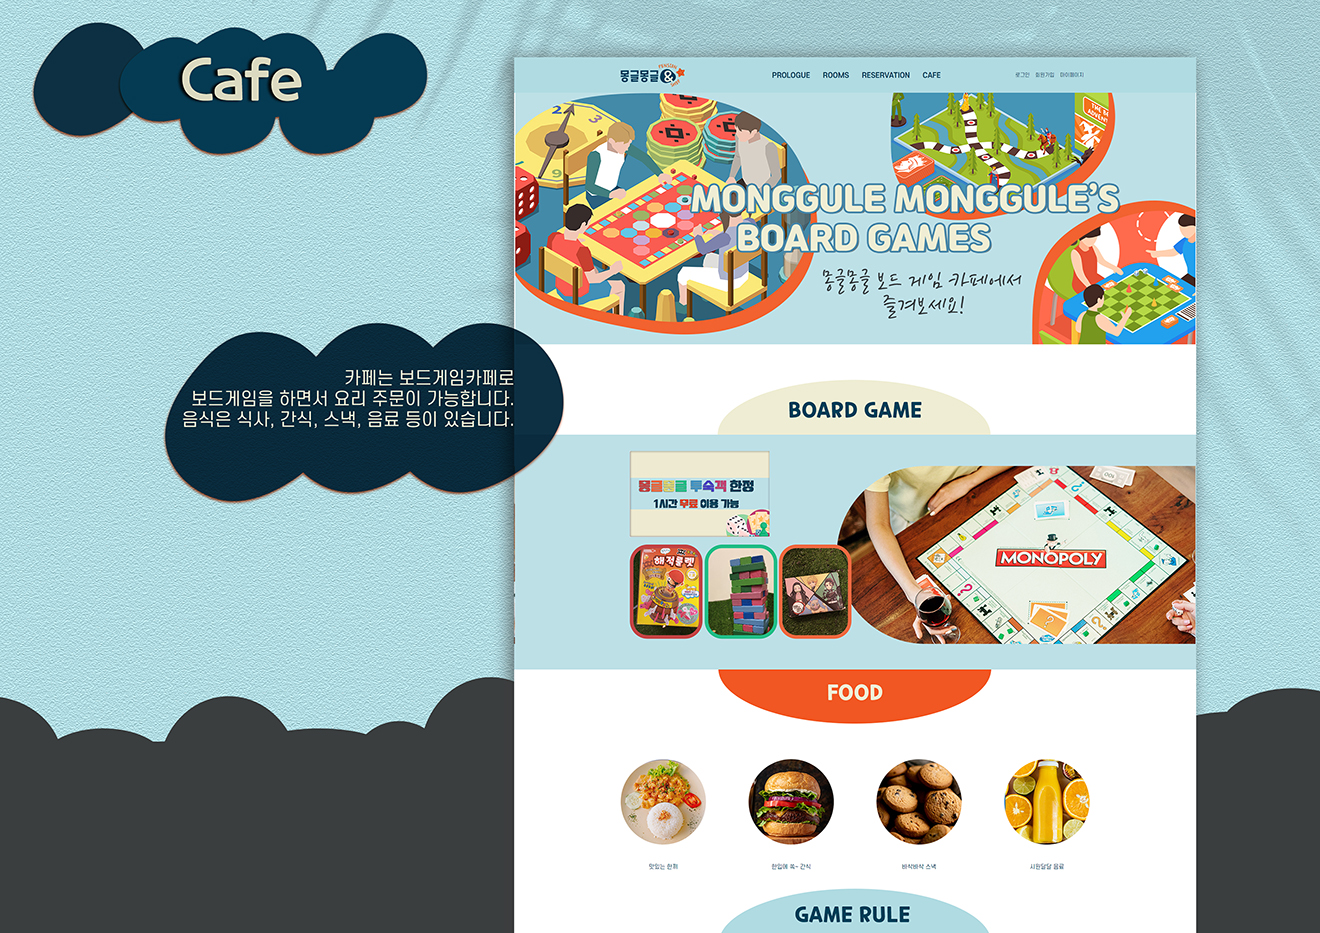 Cafe
카페는 보드게임카페로
보드게임을 하면서 요리 주문이 가능합니다.
음식은 식사, 간식, 스낵, 음료 등이 있습니다.
몽글몽글 &
PROLOGUE ROOMS RESERVATION CAFE
로그인 회원가입 마이페이지
MONGGULE MONGGULE'S
BOARD GAMES
몽글몽글 보드 게임 카페에서
즐겨보세요!
BOARD GAME
몽글몽글 투숙객 한정
1시간 무료 이용 가능
해적룰렛
MONOPOLY
FOOD
맛있는 한끼
한입에 쏙~ 간식
바삭바삭 스낵
시원달달 음료
GAME RULE